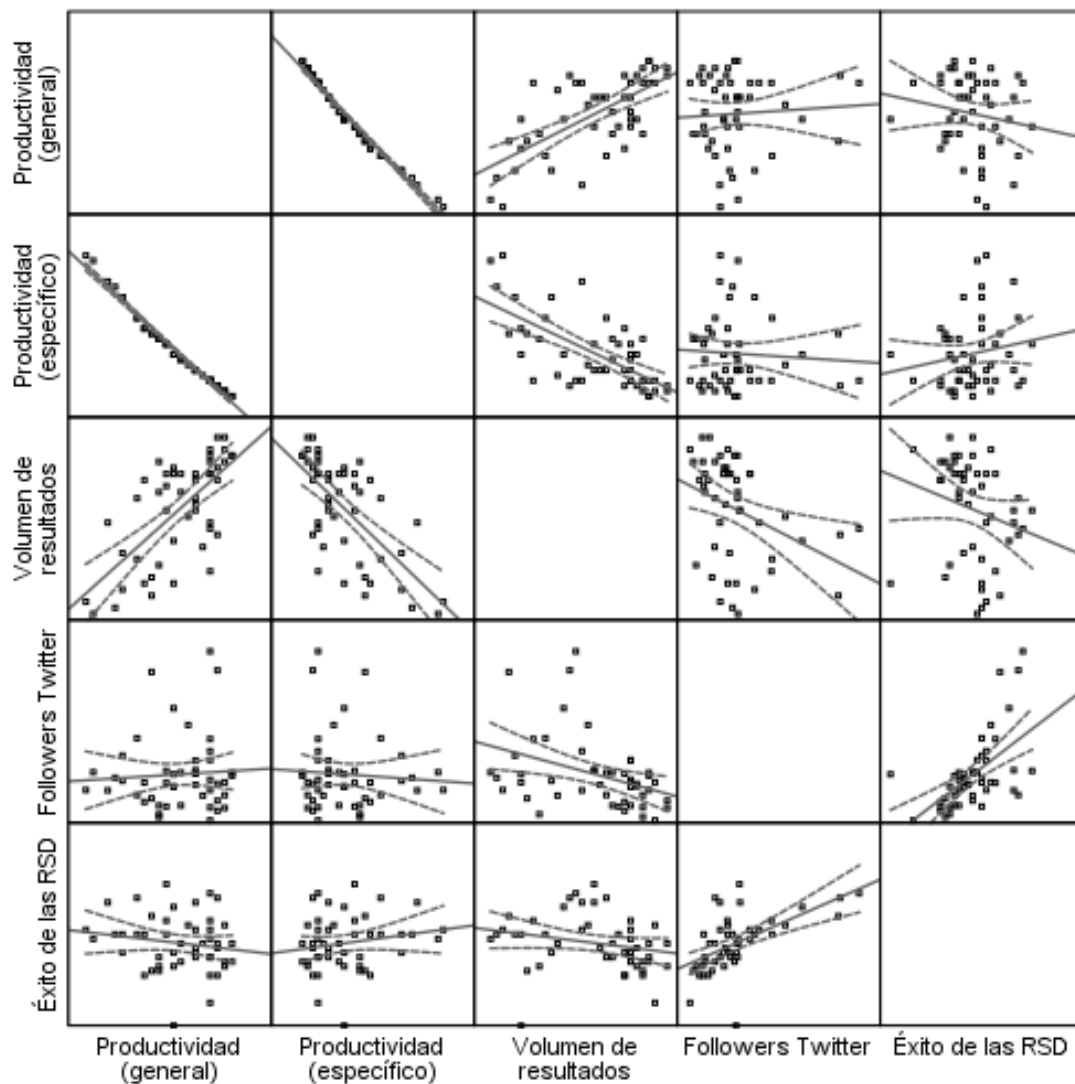 Productividad
(general)
Productividad
(específico)
Volumen de
resultados
Followers Twitter
Éxito de las RSD
Productividad
(general)
Productividad
(específico)
Volumen de
resultados
Followers Twitter
Éxito de las RSD